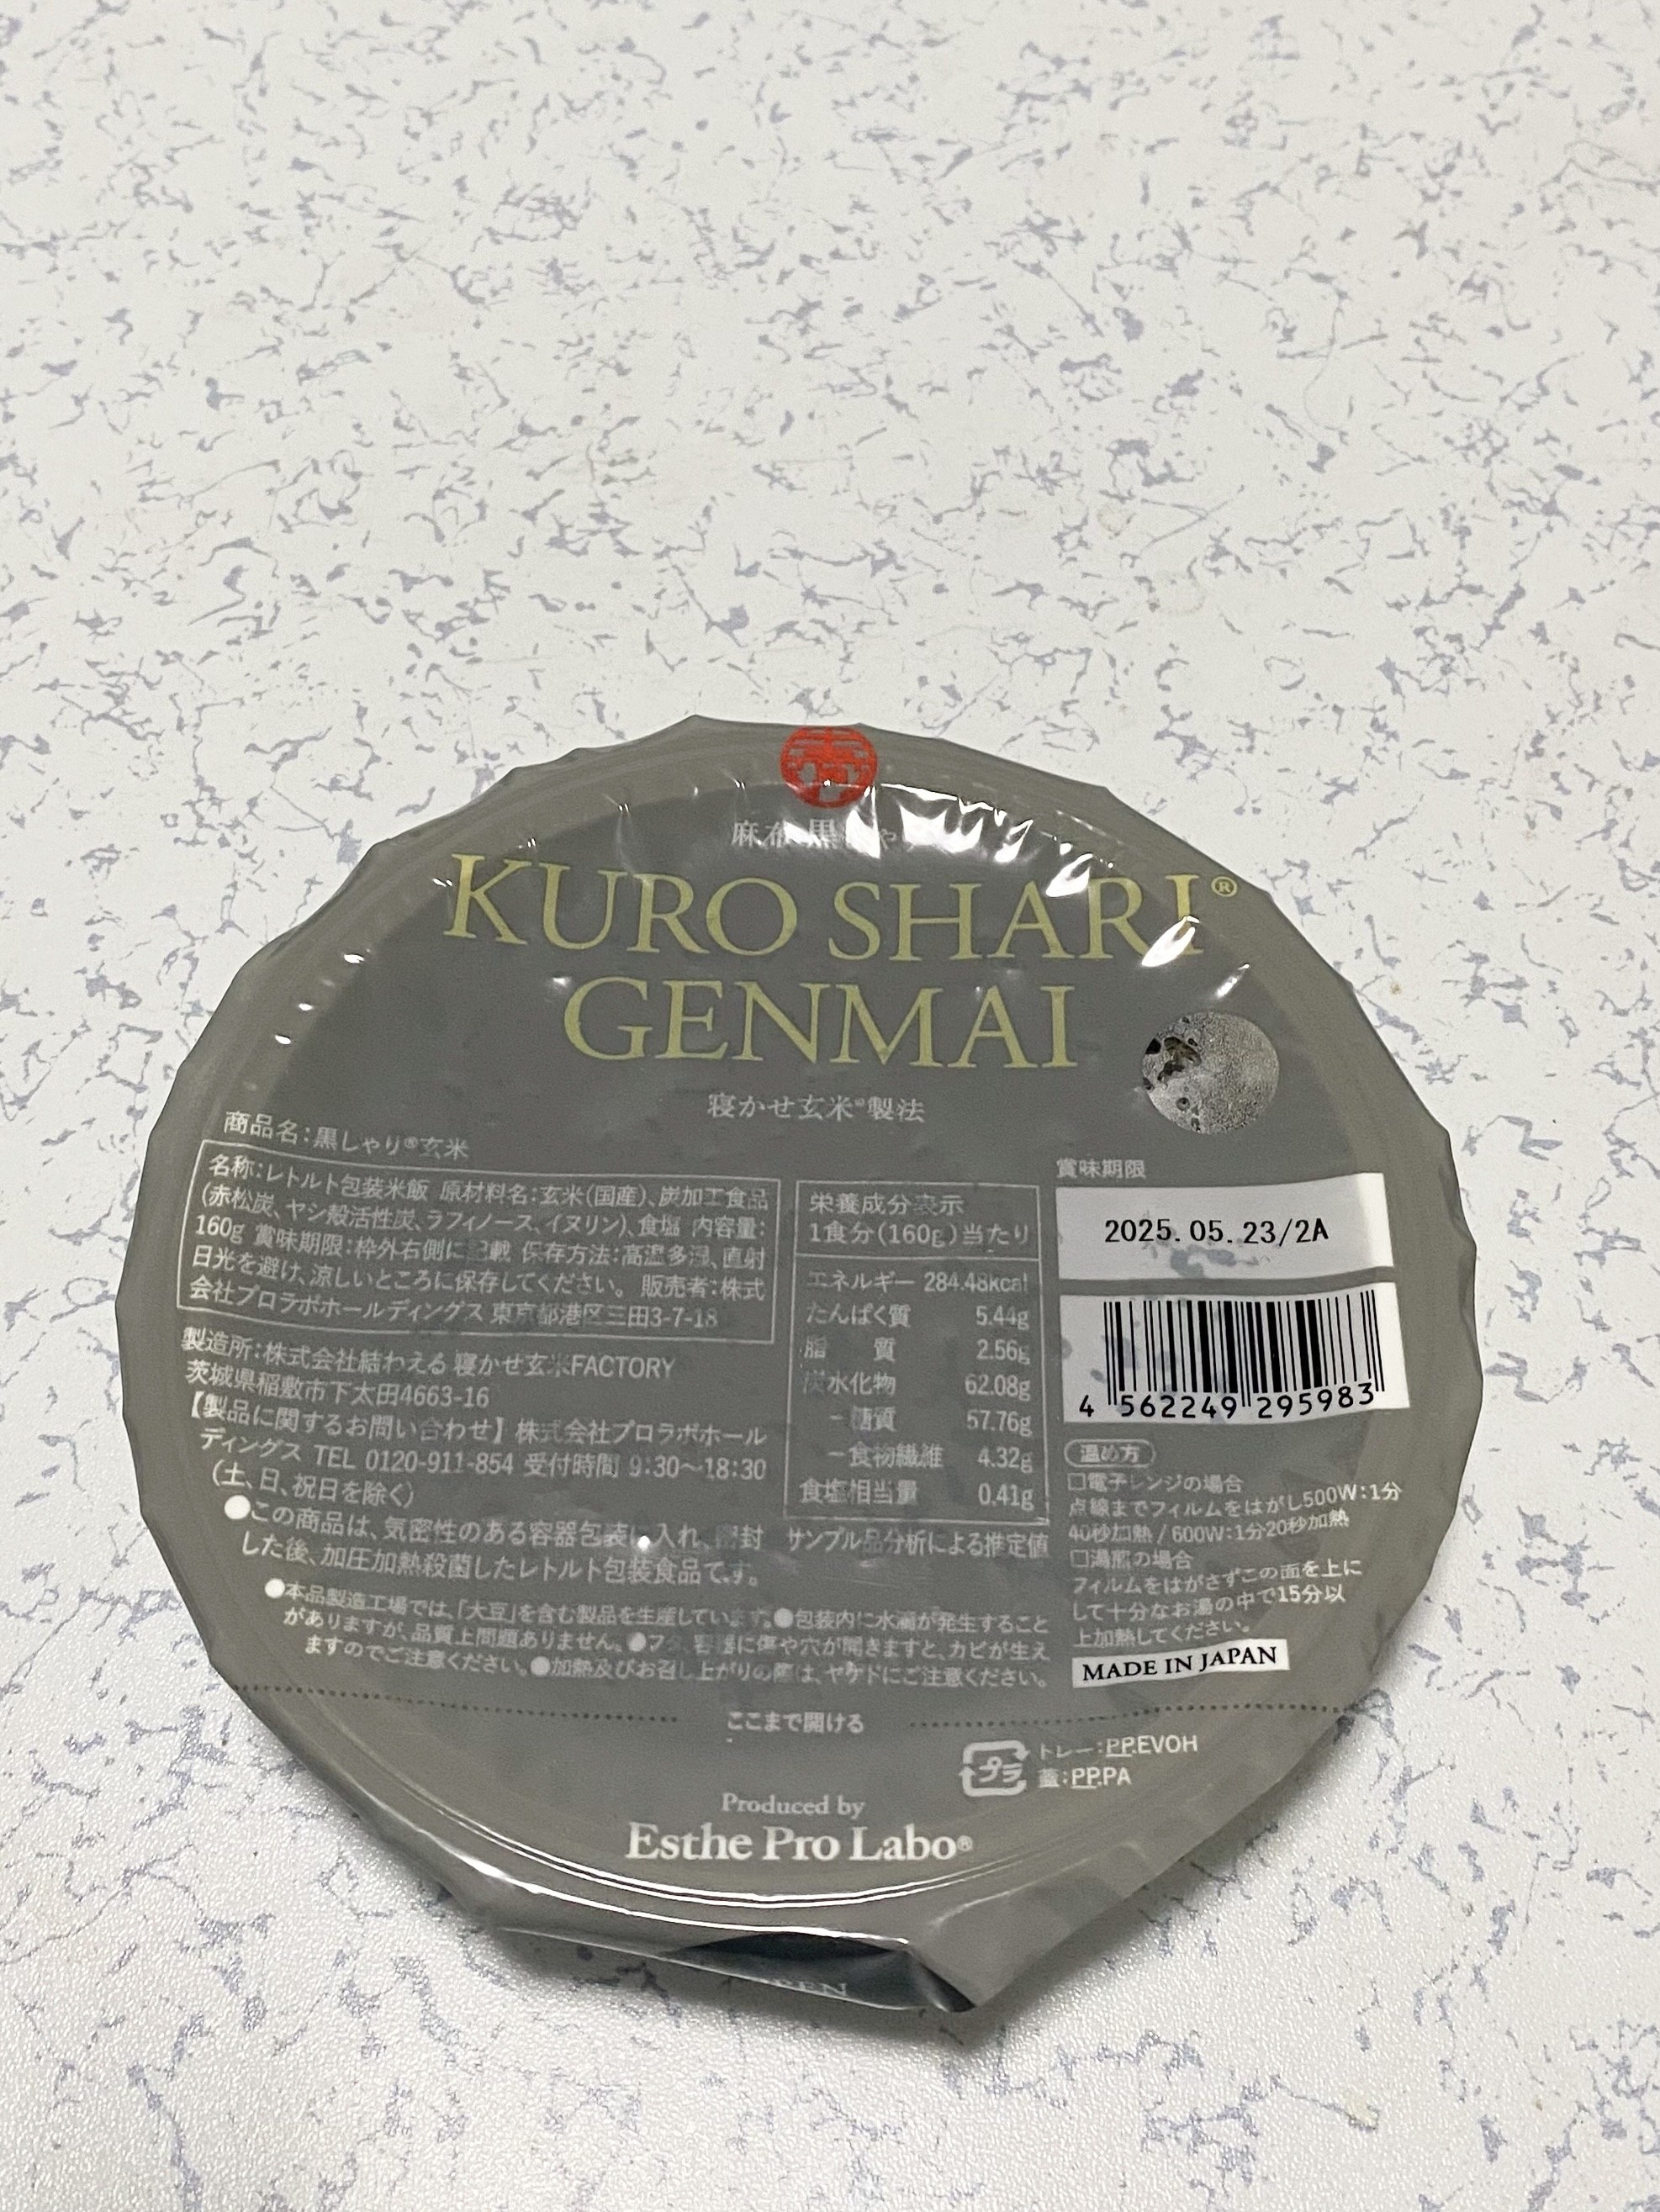 麻布 黒
KURO SHARI®
GENMAI
寝かせ玄米®製法
商品名：黒しゃり®玄米
名称：レトルト包装米飯 原材料名：玄米（国産）、炭加工食品
（赤松炭、ヤシ殻活性炭、ラフィノース、イヌリン）、食塩 内容量：
160g 賞味期限：枠外右側に記載 保存方法：高温多湿、直射
日光を避け、涼しいところに保存してください。 販売者：株式
会社プロラボホールディングス 東京都港区三田3-7-18
製造所：株式会社結わえる 寝かせ玄米FACTORY
茨城県稲敷市下太田4663-16
【製品に関するお問い合わせ】株式会社プロラボホール
ディングス TEL 0120-911-854 受付時間 9:30〜18:30
（土、日、祝日を除く）
●この商品は、気密性のある容器包装に入れ、密封
した後、加圧加熱殺菌したレトルト包装食品です。
栄養成分表示
1食分（160g）当たり
エネルギー 284.48kcal
たんぱく質 5.44g
脂 質 2.56g
炭水化物 62.08g
－糖質 57.76g
－食物繊維 4.32g
食塩相当量 0.41g
サンプル品分析による推定値
●本品製造工場では、「大豆」を含む製品を生産しています。●包装内に水滴が発生すること
がありますが、品質上問題ありません。●フタ、容器に傷や穴が開きますと、カビが生え
ますのでご注意ください。●加熱及びお召し上がりの際は、ヤケドにご注意ください。
賞味期限
2025.05.23/2A
4 562249 295983
温め方
□電子レンジの場合
点線までフィルムをはがし500W：1分
40秒加熱 / 600W：1分20秒加熱
□湯煎の場合
フィルムをはがさずこの面を上に
して十分なお湯の中で15分以
上加熱してください。
MADE IN JAPAN
ここまで開ける
プラ
トレー：PP.EVOH
蓋：PP.PA
Produced by
Esthe Pro Labo®